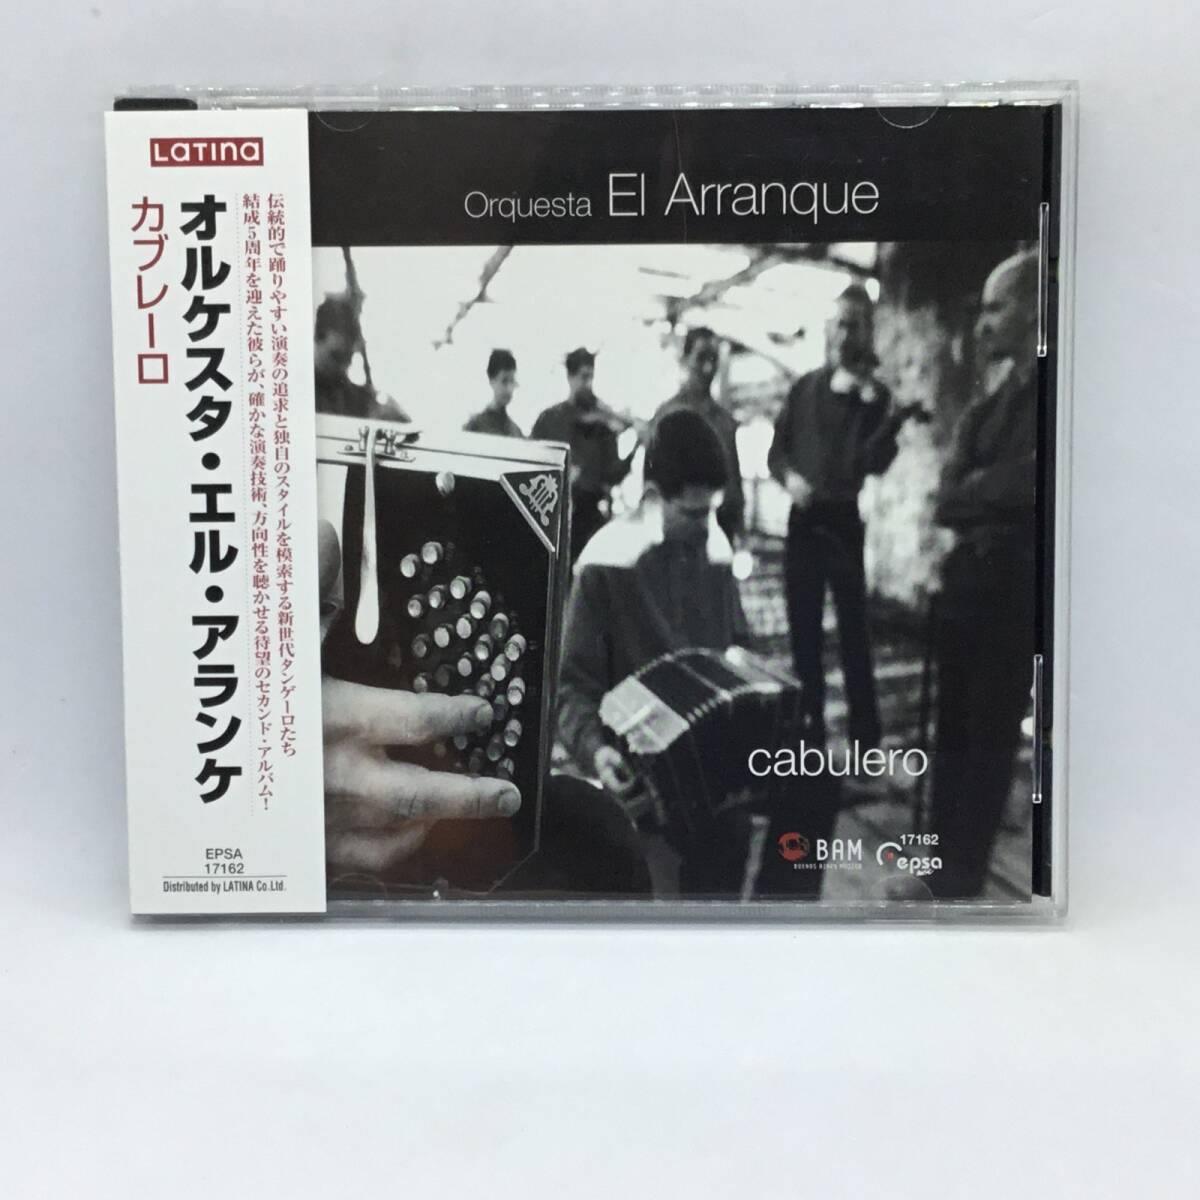 LATINA
オルケスタ・エル・アランケ
カブレーロ
伝統的で踊りやすい演奏の追求と独自のスタイルを模索する新世代タンゲーロたち
結成5周年を迎えた彼らが、確かな演奏技術、方向性を聴かせる待望のセカンド・アルバム！
EPSA
17162
Distributed by LATINA Co.Ltd.
Orquesta El Arranque
cabulero
BAM
BUENOS AIRES MUSICA
17162
epsa